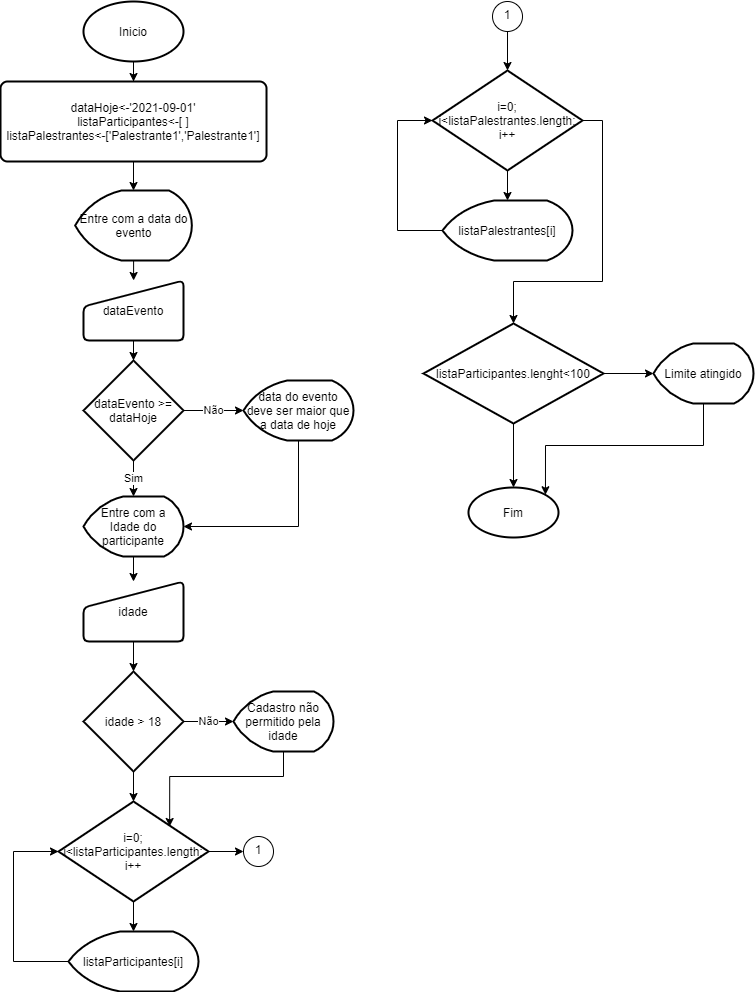 Inicio
dataHoje<-'2021-09-01'
listaParticipantes<-[ ]
listaPalestrantes<-['Palestrante1','Palestrante1']
Entre com a data do
evento
dataEvento
dataEvento >=
dataHoje
Não
data do evento
deve ser maior que
a data de hoje
Sim
Entre com a
Idade do
participante
idade
idade > 18
Não
Cadastro não
permitido pela
idade
i=0;
i<listaParticipantes.length;
i++
1
listaParticipantes[i]
1
i=0;
i<listaPalestrantes.length;
i++
listaPalestrantes[i]
listaParticipantes.lenght<100
Limite atingido
Fim